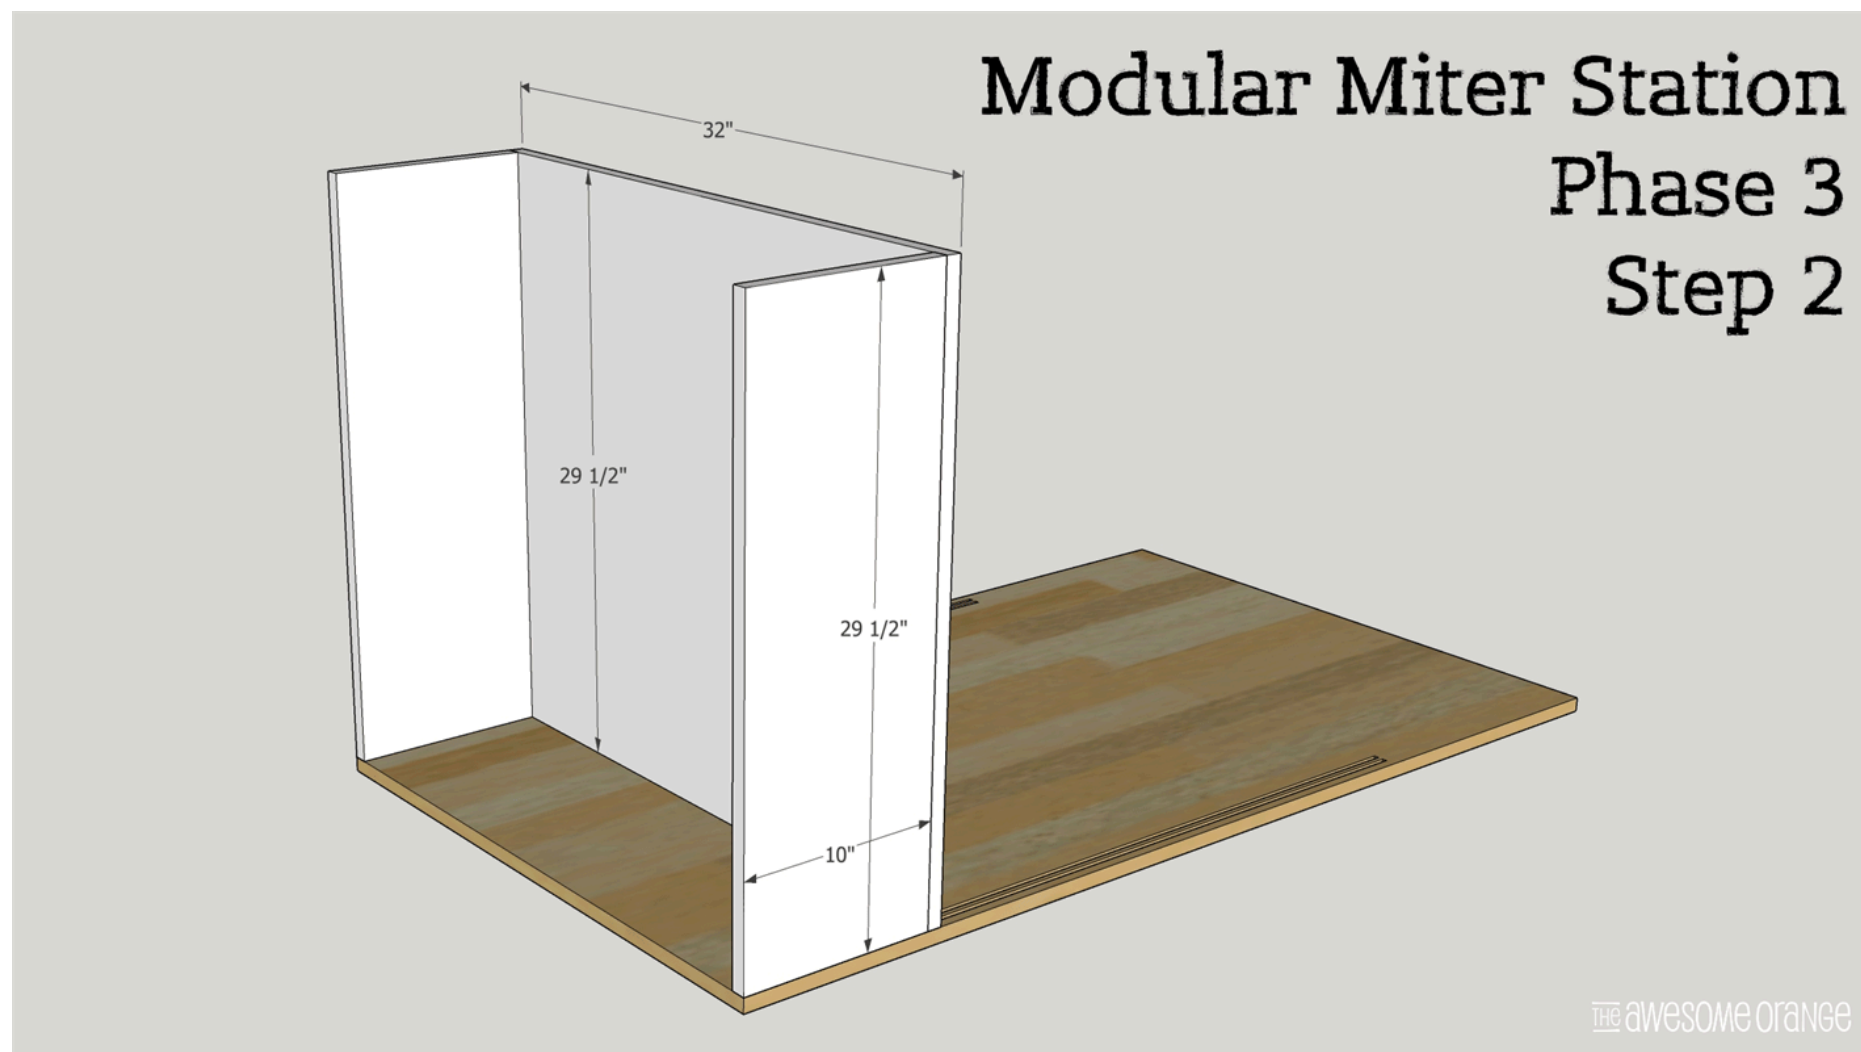 Modular Miter Station
Phase 3
Step 2
32"
29 1/2"
29 1/2"
10"
THE AWESOME ORANGE